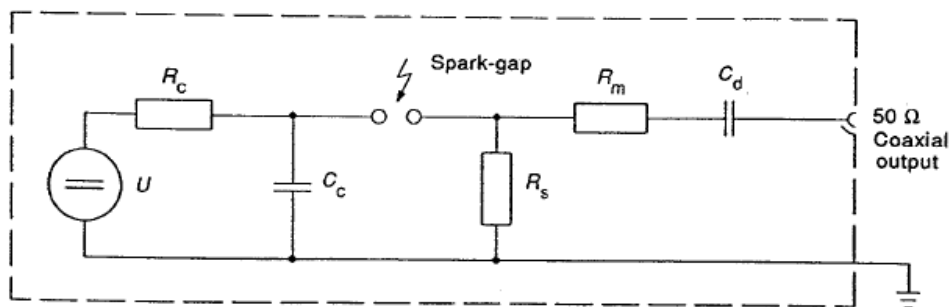 Spark-gap
R_c
R_m
C_d
50 Ω
Coaxial
output
U
C_c
R_s